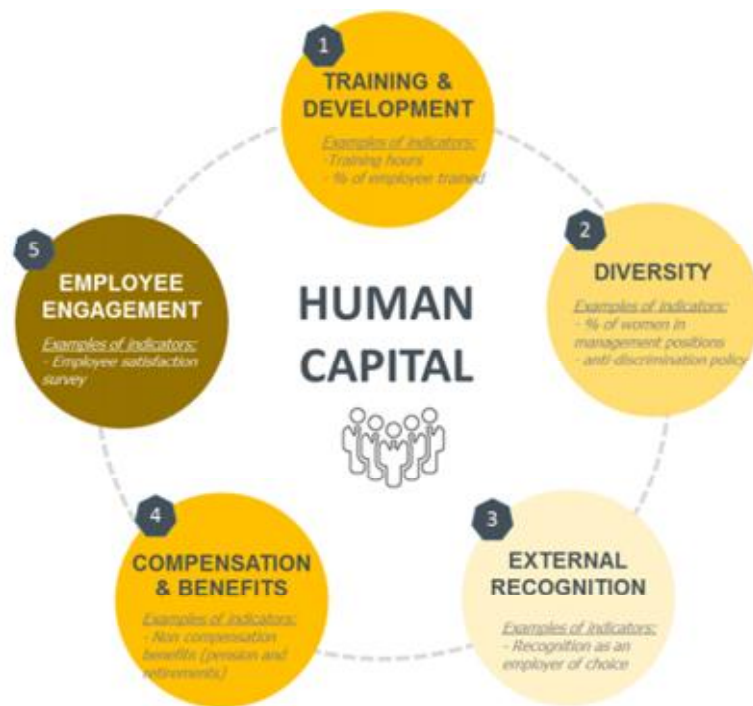 1
TRAINING &
DEVELOPMENT
Examples of indicators:
-Training hours
- % of employee trained
2
DIVERSITY
Examples of indicators:
- % of women in
management positions
- anti-discrimination policy
3
EXTERNAL
RECOGNITION
Examples of indicators:
- Recognition as an
employer of choice
4
COMPENSATION
& BENEFITS
Examples of indicators:
- Non compensation
benefits (pension and
retirements)
5
EMPLOYEE
ENGAGEMENT
Examples of indicators:
- Employee satisfaction
survey
HUMAN
CAPITAL